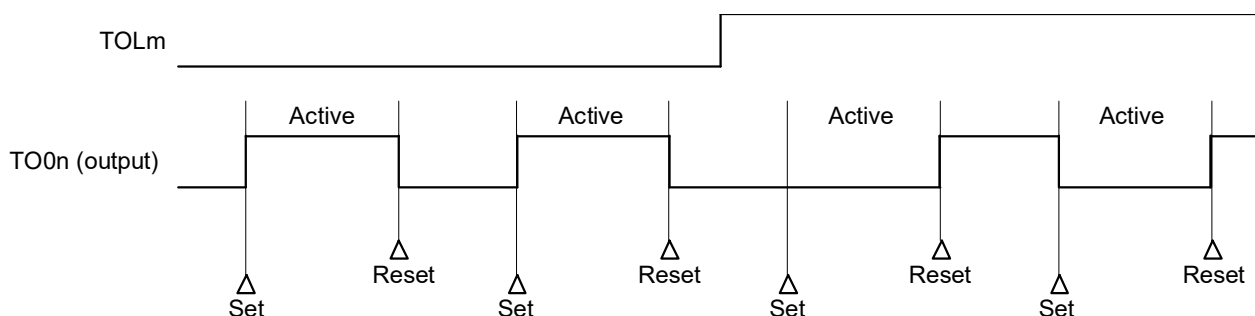 TOLm
Active Active Active Active
TO0n (output)
Reset Reset Reset Reset
Set Set Set Set